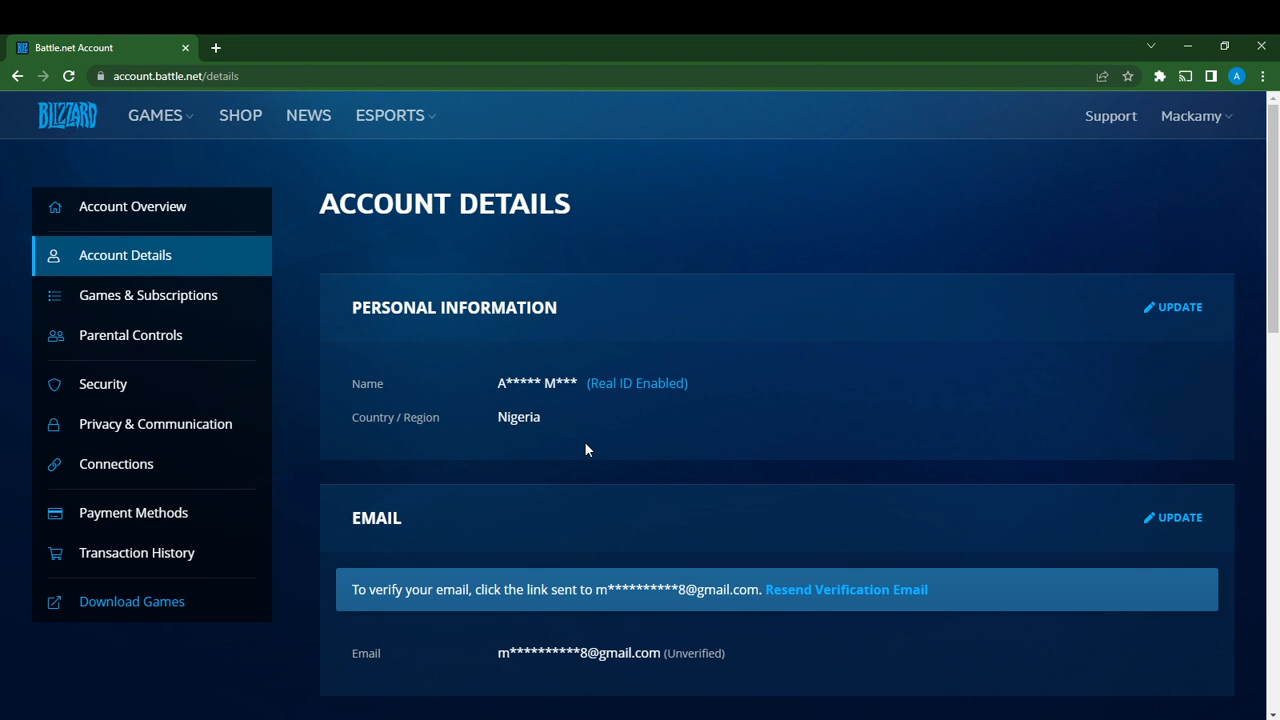 Battle.net Account
account.battle.net/details
A
BLIZZARD
GAMES
SHOP
NEWS
ESPORTS
Support
Mackamy
Account Overview
Account Details
Games & Subscriptions
Parental Controls
Security
Privacy & Communication
Connections
Payment Methods
Transaction History
Download Games
ACCOUNT DETAILS
PERSONAL INFORMATION
UPDATE
Name A***** M*** (Real ID Enabled)
Country / Region Nigeria
EMAIL
UPDATE
To verify your email, click the link sent to m**********8@gmail.com. Resend Verification Email
Email m**********8@gmail.com (Unverified)